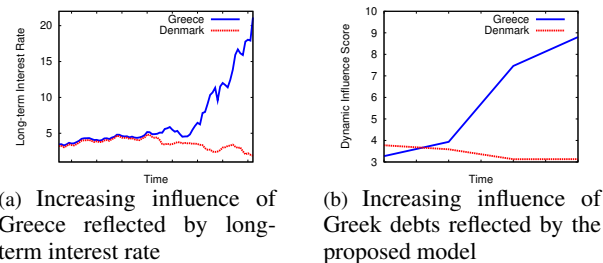 Long-term Interest Rate
20
15
10
5
Greece
Denmark
Time
(a) Increasing influence of
Greece reflected by long-
term interest rate
Dynamic Influence Score
10
9
8
7
6
5
4
3
Greece
Denmark
Time
(b) Increasing influence of
Greek debts reflected by the
proposed model